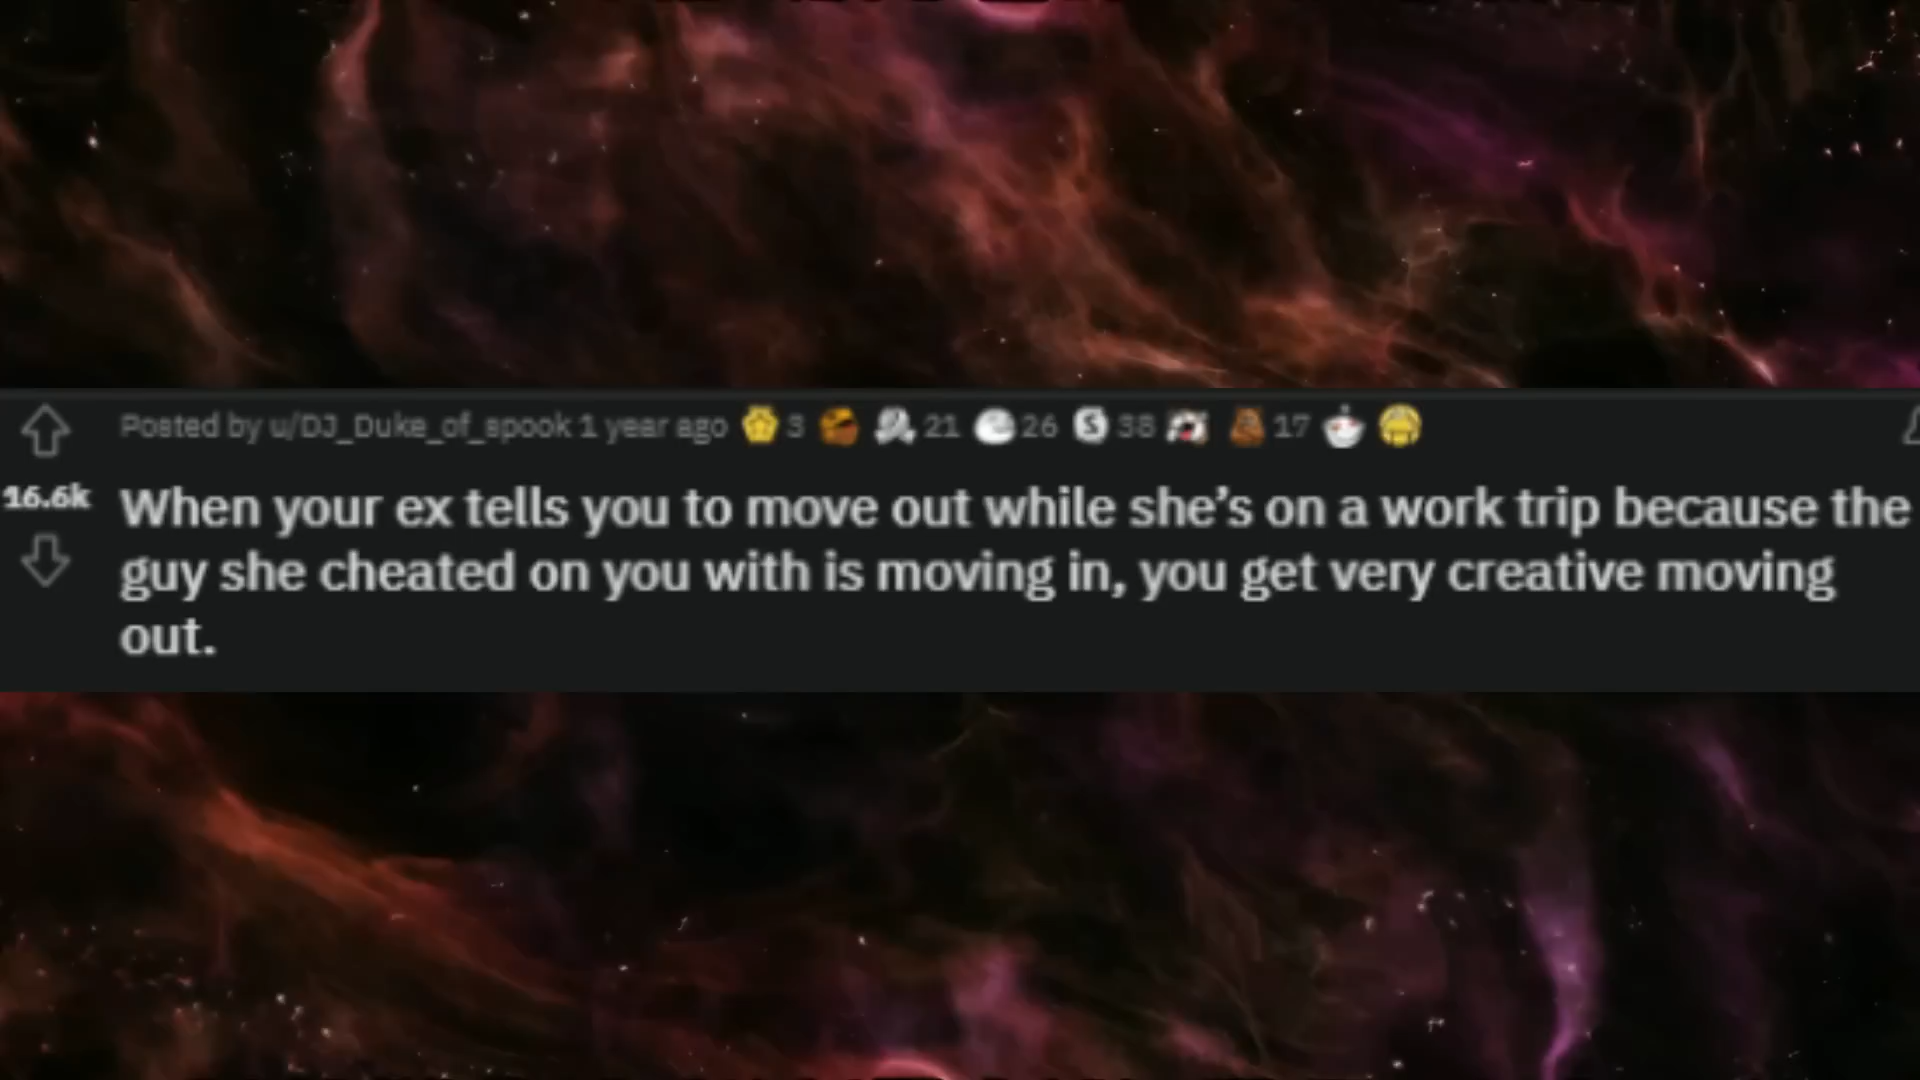 Posted by u/DJ_Duke_of_spook 1 year ago 3 21 26 38 17
16.6k
When your ex tells you to move out while she’s on a work trip because the
guy she cheated on you with is moving in, you get very creative moving
out.